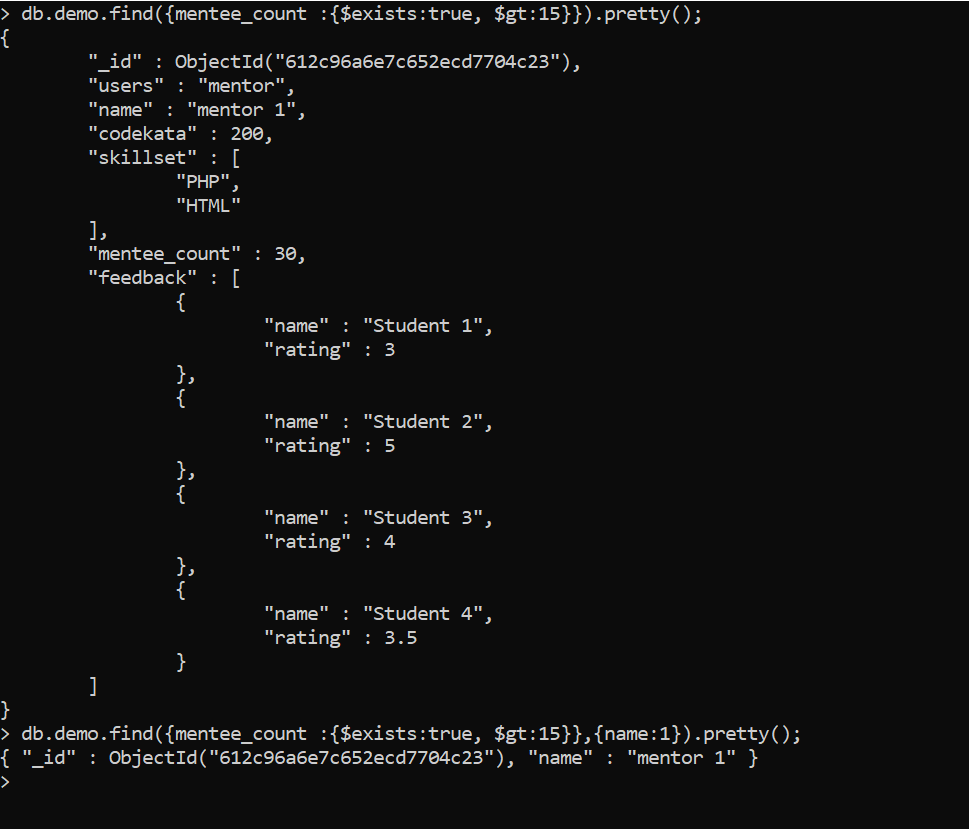 > db.demo.find({mentee_count :{$exists:true, $gt:15}}).pretty();
{
        "_id" : ObjectId("612c96a6e7c652ecd7704c23"),
        "users" : "mentor",
        "name" : "mentor 1",
        "codekata" : 200,
        "skillset" : [
                "PHP",
                "HTML"
        ],
        "mentee_count" : 30,
        "feedback" : [
                {
                        "name" : "Student 1",
                        "rating" : 3
                },
                {
                        "name" : "Student 2",
                        "rating" : 5
                },
                {
                        "name" : "Student 3",
                        "rating" : 4
                },
                {
                        "name" : "Student 4",
                        "rating" : 3.5
                }
        ]
}
> db.demo.find({mentee_count :{$exists:true, $gt:15}},{name:1}).pretty();
{ "_id" : ObjectId("612c96a6e7c652ecd7704c23"), "name" : "mentor 1" }
>